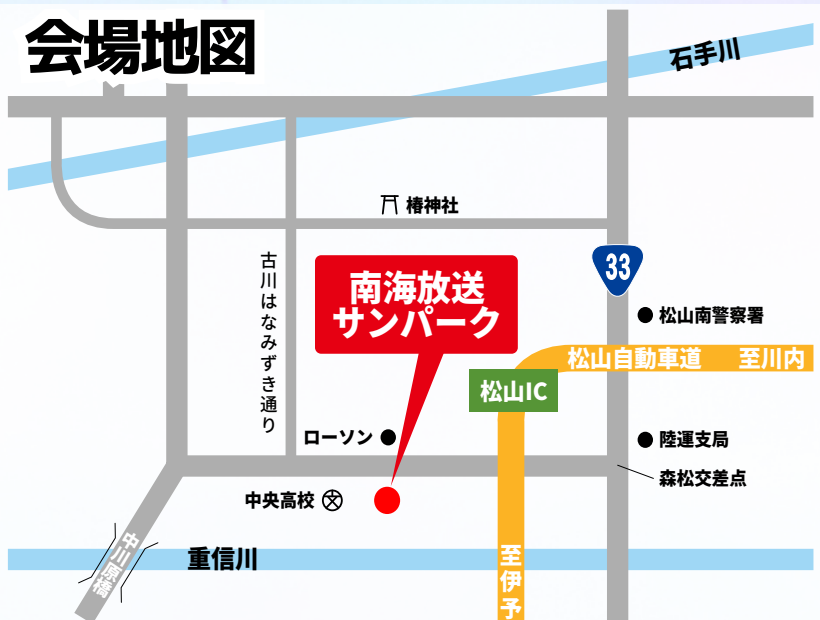 会場地図
石手川
椿神社
古川はなみずき通り
南海放送
サンパーク
33
松山南警察署
松山自動車道 至川内
松山IC
ローソン
陸運支局
森松交差点
中央高校
文
中川原橋
重信川
至伊予